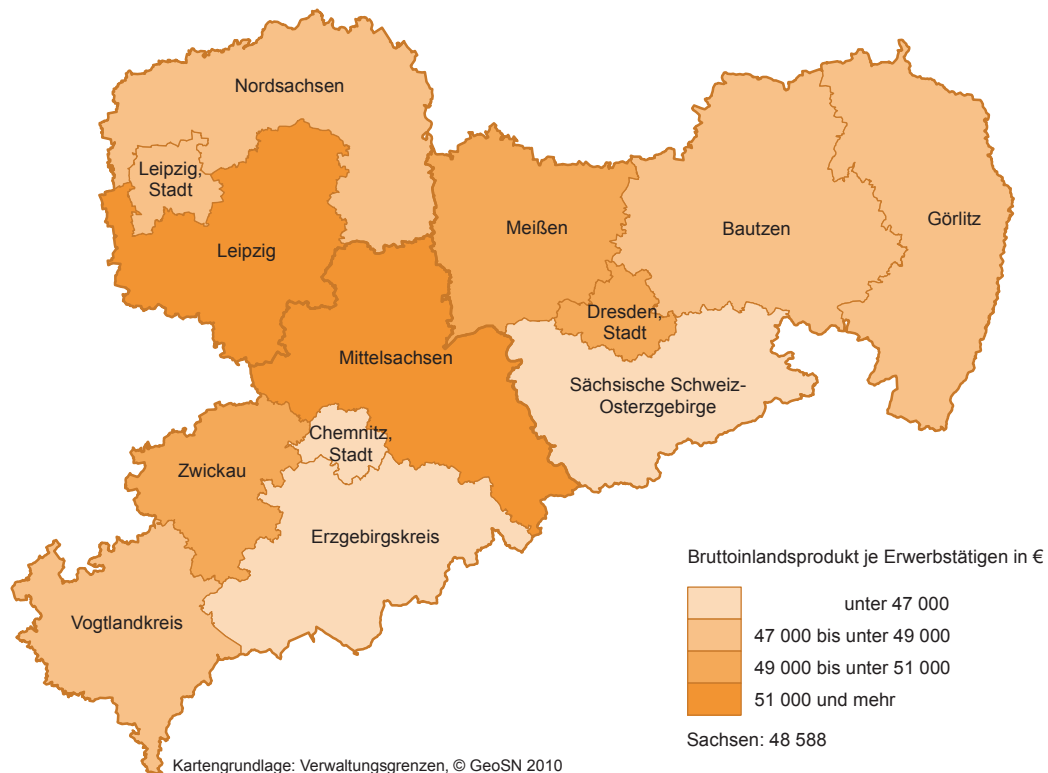 Nordsachsen
Leipzig,
Stadt
Leipzig
Meißen
Bautzen
Görlitz
Dresden,
Stadt
Mittelsachsen
Sächsische Schweiz-
Osterzgebirge
Chemnitz,
Stadt
Zwickau
Erzgebirgskreis
Vogtlandkreis
Bruttoinlandsprodukt je Erwerbstätigen in €
unter 47 000
47 000 bis unter 49 000
49 000 bis unter 51 000
51 000 und mehr
Sachsen: 48 588
Kartengrundlage: Verwaltungsgrenzen, © GeoSN 2010